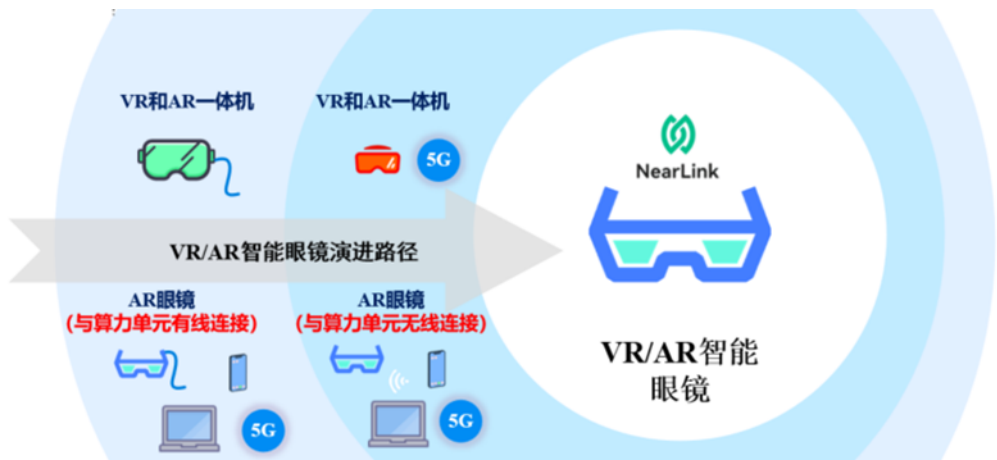 VR和AR一体机
VR和AR一体机
5G
NearLink
VR/AR智能眼镜演进路径
AR眼镜
（与算力单元有线连接）
AR眼镜
（与算力单元无线连接）
5G
5G
VR/AR智能
眼镜